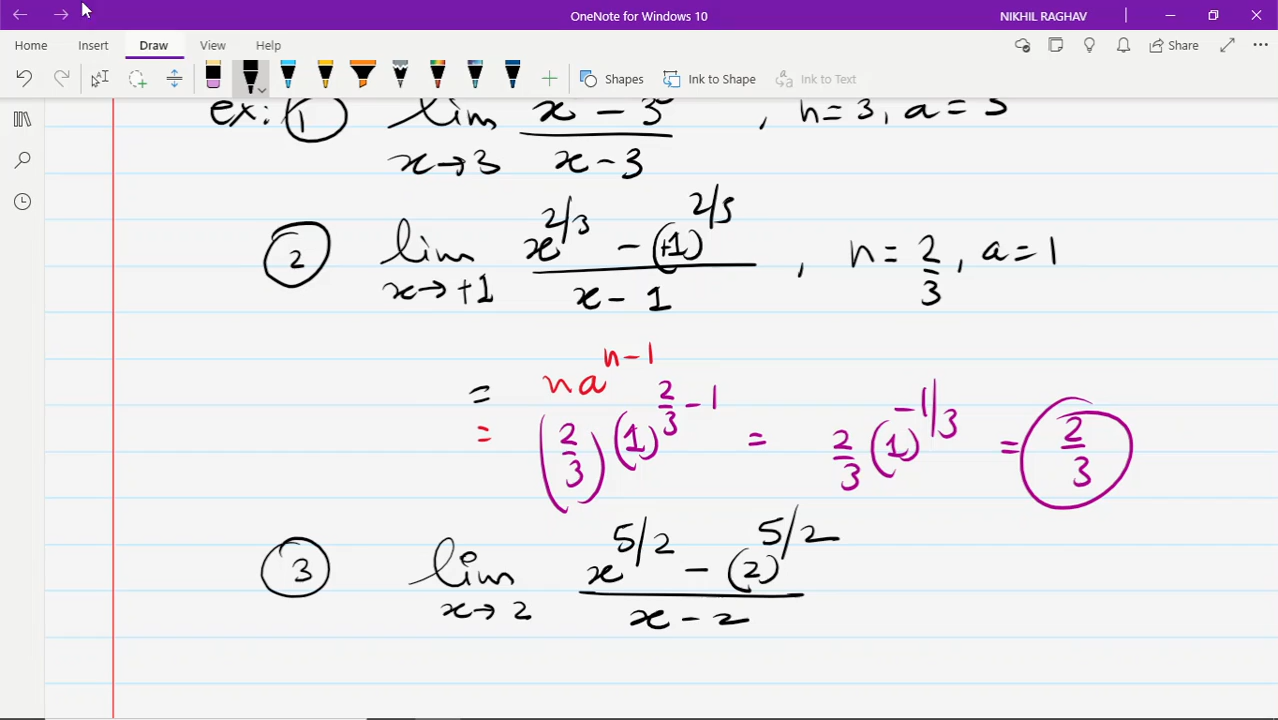 OneNote for Windows 10
NIKHIL RAGHAV
Home Insert Draw View Help
Share
Shapes Ink to Shape Ink to Text
ex: 1 lim x→3 x - 3 / x-3 , n=3, a=3
2 lim x→+1 x^2/3 - (+1)^2/3 / x-1 , n= 2/3 , a=1
= na^n-1
= (2/3) (1)^2/3-1 = 2/3 (1)^-1/3 = 2/3
3 lim x→2 x^5/2 - (2)^5/2 / x-2